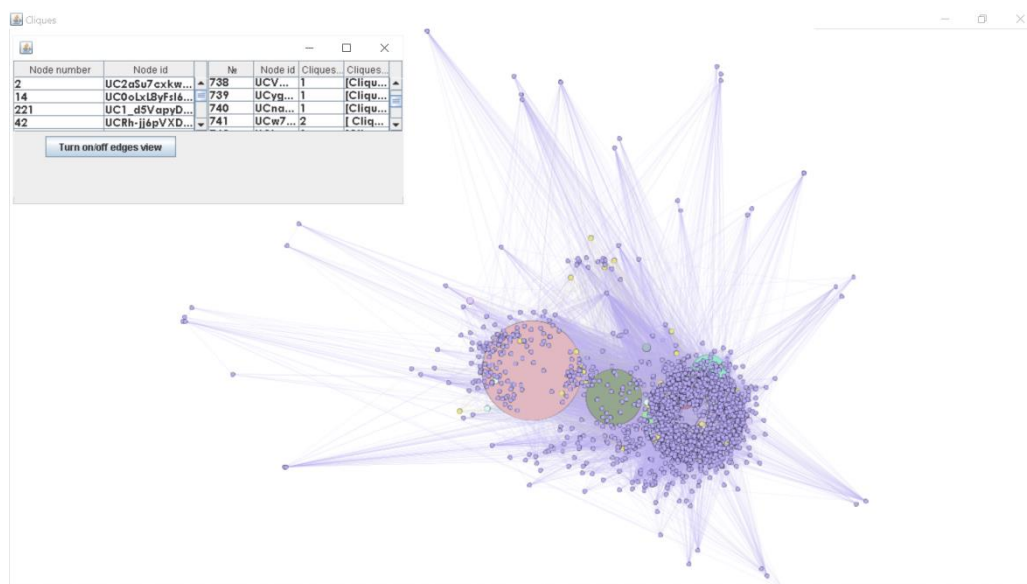 Cliques
Node number Node id № Node id Cliques... Cliques...
2 UC2aSu7cxkw... 738 UCV... 1 [Cliqu...
14 UC0oLxL8yFsl6... 739 UCyg... 1 [Cliqu...
221 UC1_d5VapyD... 740 UCna... 1 [Cliqu...
42 UCRh-jj6pVXD... 741 UCw7... 2 [ Cliq...
Turn on/off edges view